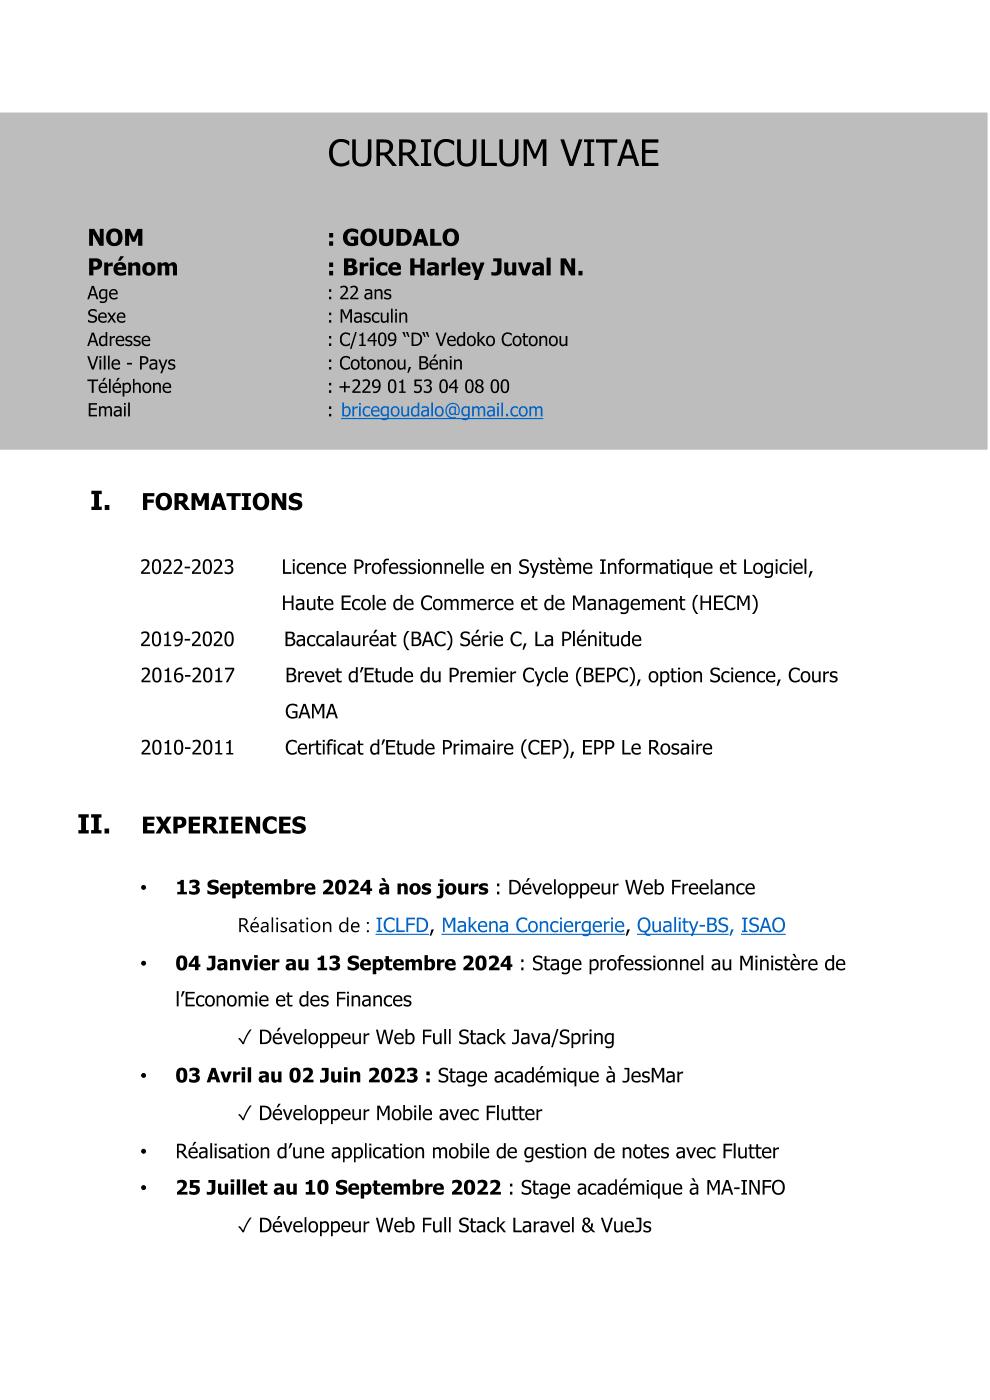 CURRICULUM VITAE
NOM : GOUDALO
Prénom : Brice Harley Juval N.
Age : 22 ans
Sexe : Masculin
Adresse : C/1409 “D“ Vedoko Cotonou
Ville - Pays : Cotonou, Bénin
Téléphone : +229 01 53 04 08 00
Email : bricegoudalo@gmail.com
I. FORMATIONS
2022-2023 Licence Professionnelle en Système Informatique et Logiciel,
Haute Ecole de Commerce et de Management (HECM)
2019-2020 Baccalauréat (BAC) Série C, La Plénitude
2016-2017 Brevet d’Etude du Premier Cycle (BEPC), option Science, Cours
GAMA
2010-2011 Certificat d’Etude Primaire (CEP), EPP Le Rosaire
II. EXPERIENCES
• 13 Septembre 2024 à nos jours : Développeur Web Freelance
Réalisation de : ICLFD, Makena Conciergerie, Quality-BS, ISAO
• 04 Janvier au 13 Septembre 2024 : Stage professionnel au Ministère de
l’Economie et des Finances
✓ Développeur Web Full Stack Java/Spring
• 03 Avril au 02 Juin 2023 : Stage académique à JesMar
✓ Développeur Mobile avec Flutter
• Réalisation d’une application mobile de gestion de notes avec Flutter
• 25 Juillet au 10 Septembre 2022 : Stage académique à MA-INFO
✓ Développeur Web Full Stack Laravel & VueJs